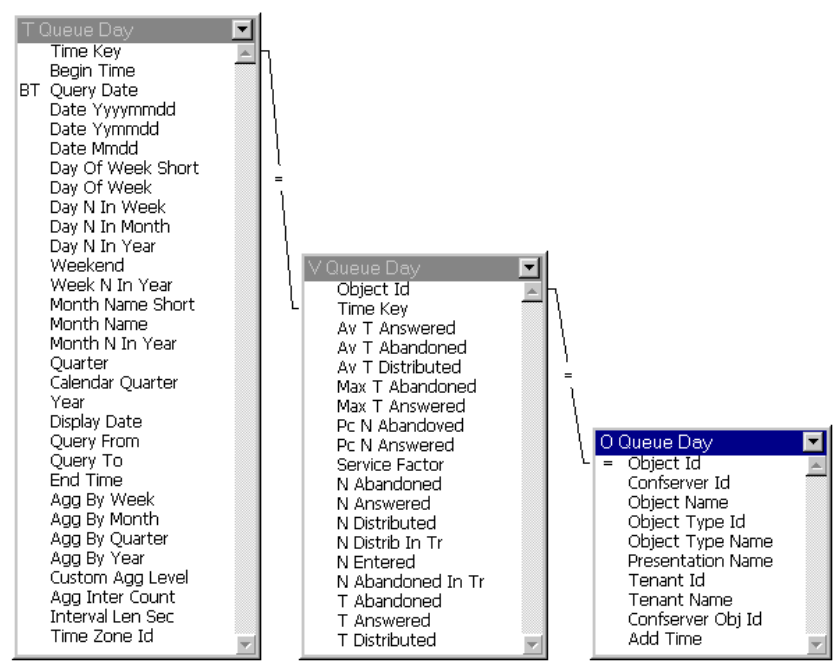 T Queue Day
Time Key
Begin Time
BT Query Date
Date Yyyymmdd
Date Yymmdd
Date Mmdd
Day Of Week Short
Day Of Week
Day N In Week
Day N In Month
Day N In Year
Weekend
Week N In Year
Month Name Short
Month Name
Month N In Year
Quarter
Calendar Quarter
Year
Display Date
Query From
Query To
End Time
Agg By Week
Agg By Month
Agg By Quarter
Agg By Year
Custom Agg Level
Agg Inter Count
Interval Len Sec
Time Zone Id
=
V Queue Day
Object Id
Time Key
Av T Answered
Av T Abandoned
Av T Distributed
Max T Abandoned
Max T Answered
Pc N Abandoved
Pc N Answered
Service Factor
N Abandoned
N Answered
N Distributed
N Distrib In Tr
N Entered
N Abandoned In Tr
T Abandoned
T Answered
T Distributed
=
O Queue Day
= Object Id
Confserver Id
Object Name
Object Type Id
Object Type Name
Presentation Name
Tenant Id
Tenant Name
Confserver Obj Id
Add Time